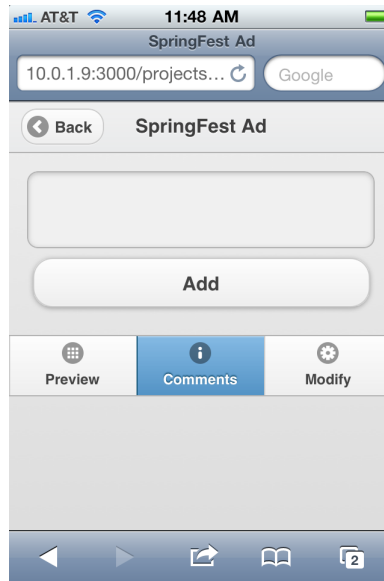 AT&T 11:48 AM
SpringFest Ad
10.0.1.9:3000/projects... Google
Back SpringFest Ad
Add
Preview Comments Modify
2